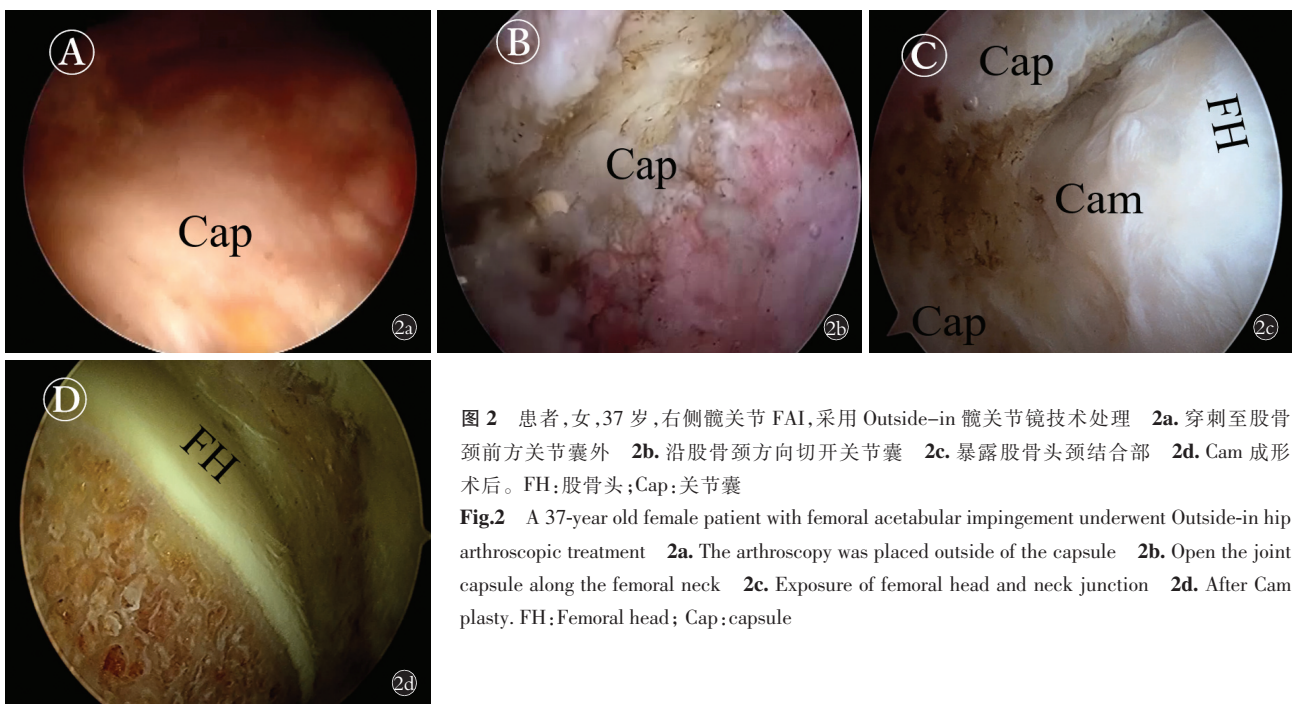 A
Cap
2a
B
Cap
2b
C
Cap
FH
Cam
Cap
2c
D
FH
2d
图 2 患者,女,37 岁,右侧髋关节 FAI,采用 Outside-in 髋关节镜技术处理 2a. 穿刺至股骨
颈前方关节囊外 2b. 沿股骨颈方向切开关节囊 2c. 暴露股骨头颈结合部 2d. Cam 成形
术后。FH:股骨头;Cap:关节囊
Fig.2 A 37-year old female patient with femoral acetabular impingement underwent Outside-in hip
arthroscopic treatment 2a. The arthroscopy was placed outside of the capsule 2b. Open the joint
capsule along the femoral neck 2c. Exposure of femoral head and neck junction 2d. After Cam
plasty. FH:Femoral head; Cap:capsule